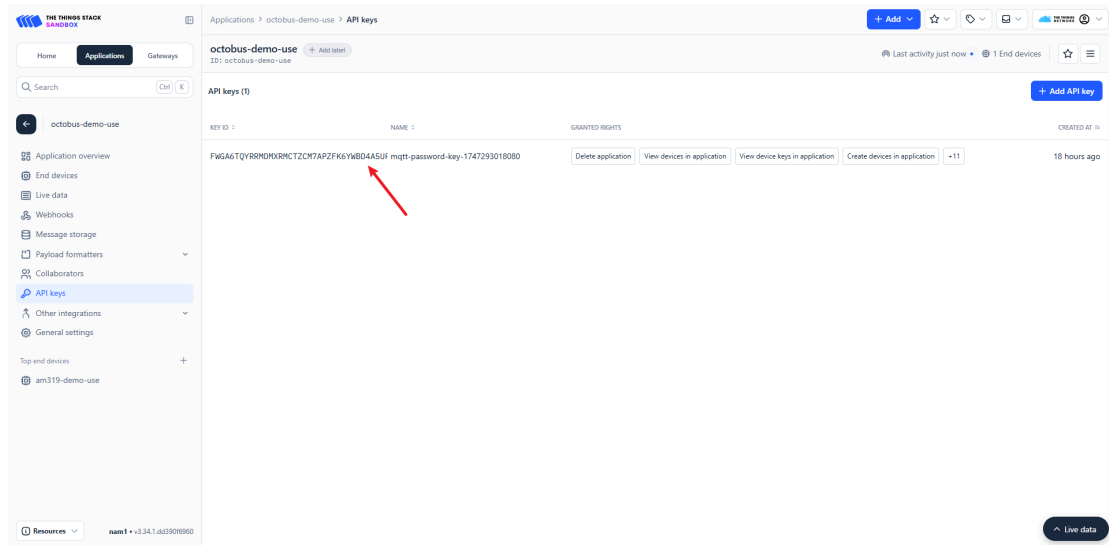 THE THINGS STACK
SANDBOX
Applications > octobus-demo-use > API keys
+ Add
THE THINGS
NETWORK
Home Applications Gateways
octobus-demo-use + Add label
ID: octobus-demo-use
Last activity just now • 1 End devices
Search Ctrl K
API keys (1)
+ Add API key
octobus-demo-use
KEY ID NAME GRANTED RIGHTS CREATED AT
FWGA6TQYRRMDMXRMCTZCM7APZFK6YWBD4A5UF mqtt-password-key-1747293018080 Delete application View devices in application View device keys in application Create devices in application +11 18 hours ago
Application overview
End devices
Live data
Webhooks
Message storage
Payload formatters
Collaborators
API keys
Other integrations
General settings
Top end devices +
am319-demo-use
Resources nam1 • v3.34.1.dd390f6960
Live data